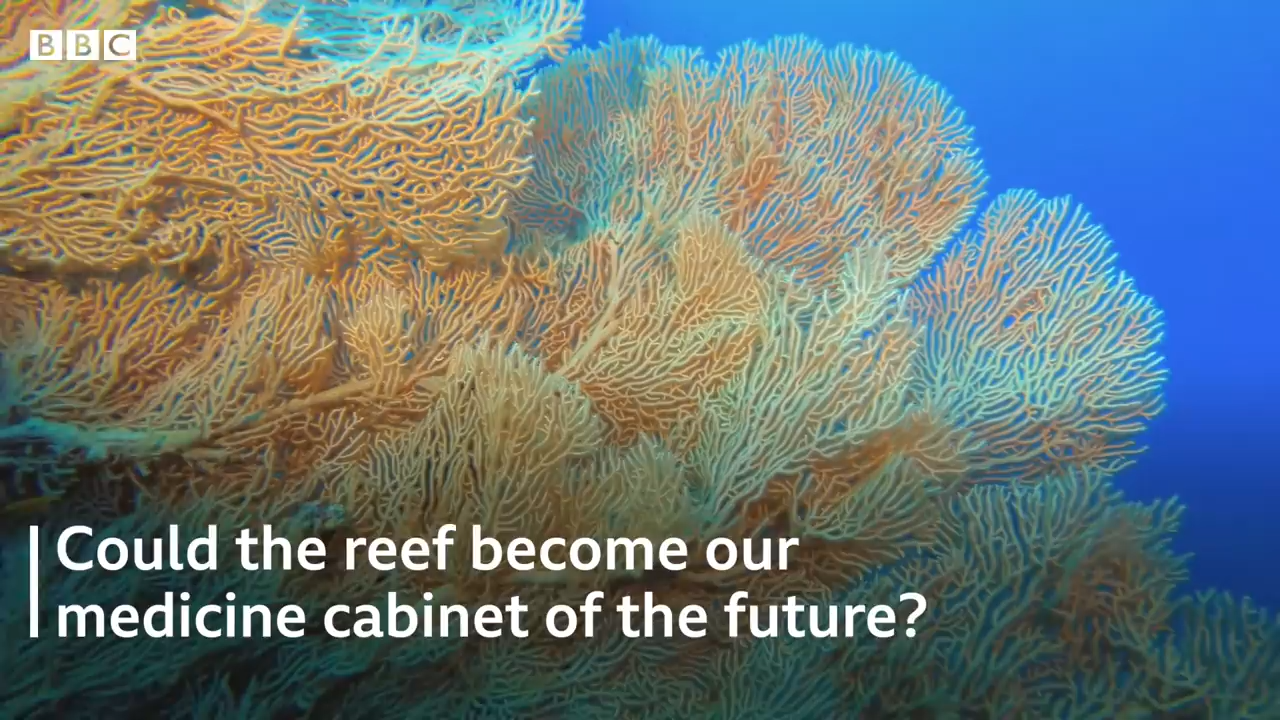 BBC
Could the reef become our
medicine cabinet of the future?